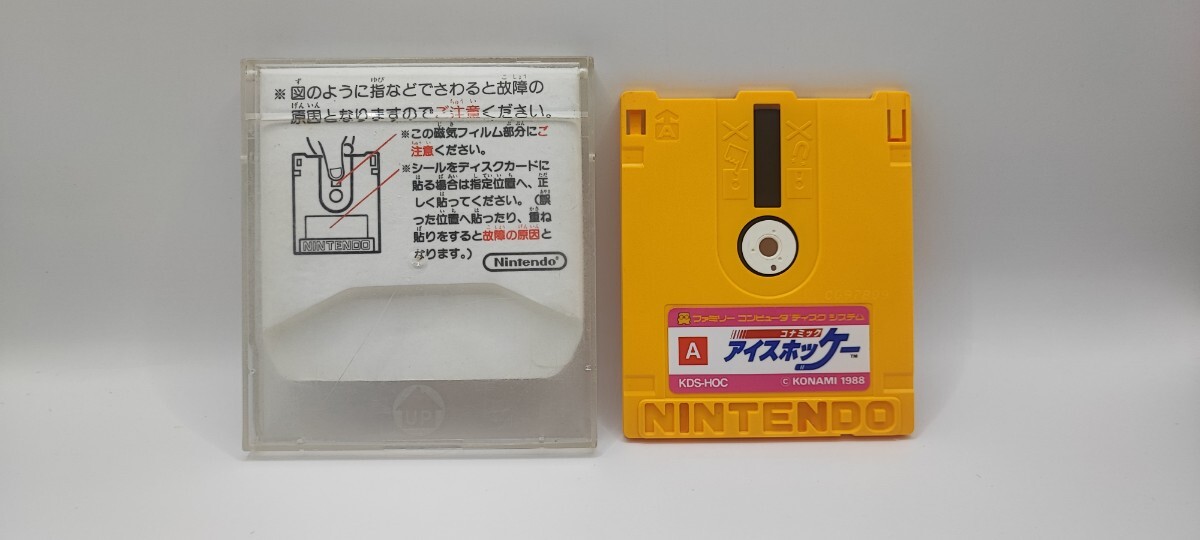 ※図のように指などでさわると故障の
原因となりますのでご注意ください。
※この磁気フィルム部分にご
注意ください。
※シールをディスクカードに
貼る場合は指定位置へ、正
しく貼ってください。(誤
った位置へ貼ったり、重ね
貼りをすると故障の原因と
なります。)
NINTENDO
Nintendo®
UP
A
ファミリー コンピュータ ディスク システム
A
コナミック
アイスホッケー™
KDS-HOC
© KONAMI 1988
NINTENDO